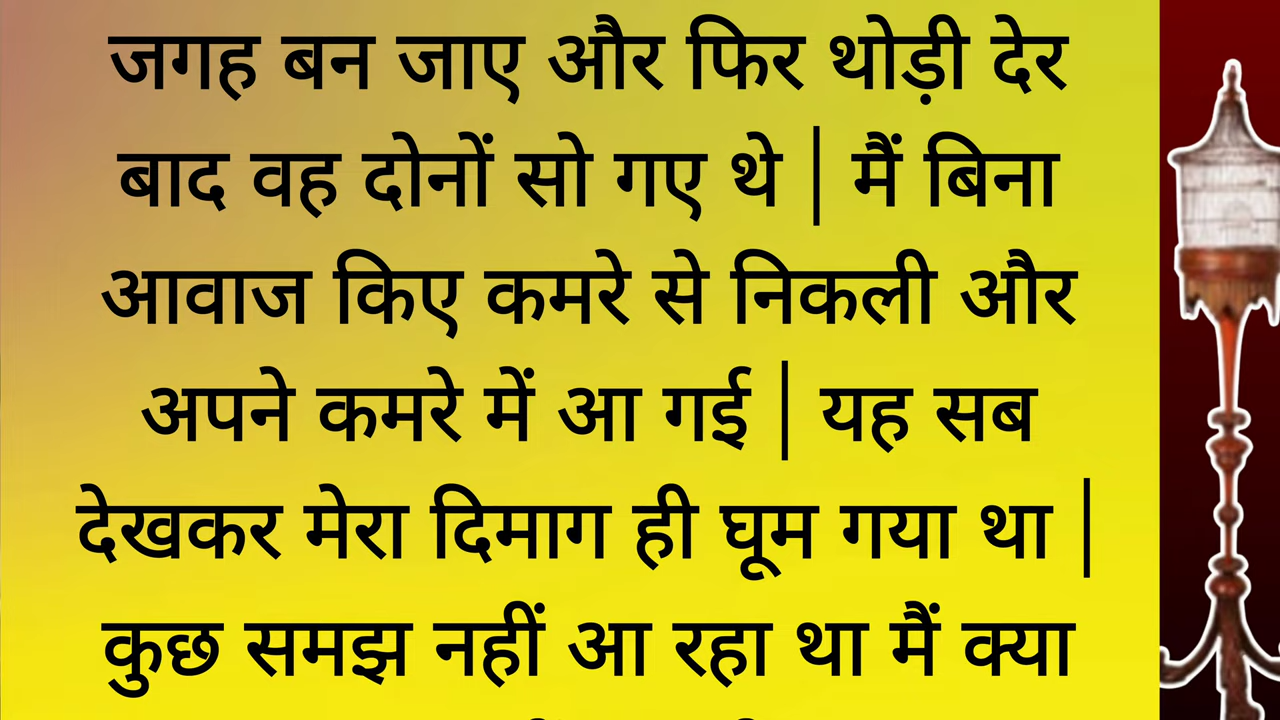 जगह बन जाए और फिर थोड़ी देर
बाद वह दोनों सो गए थे | मैं बिना
आवाज किए कमरे से निकली और
अपने कमरे में आ गई | यह सब
देखकर मेरा दिमाग ही घूम गया था |
कुछ समझ नहीं आ रहा था मैं क्या